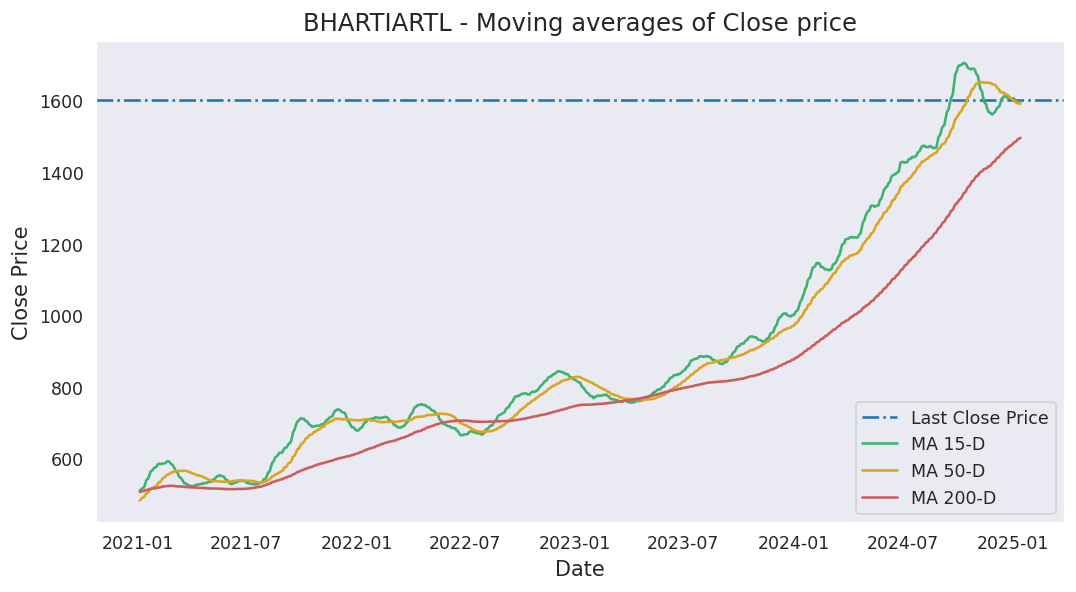 BHARTIARTL - Moving averages of Close price
Close Price
1600
1400
1200
1000
800
600
Last Close Price
MA 15-D
MA 50-D
MA 200-D
2021-01 2021-07 2022-01 2022-07 2023-01 2023-07 2024-01 2024-07 2025-01
Date